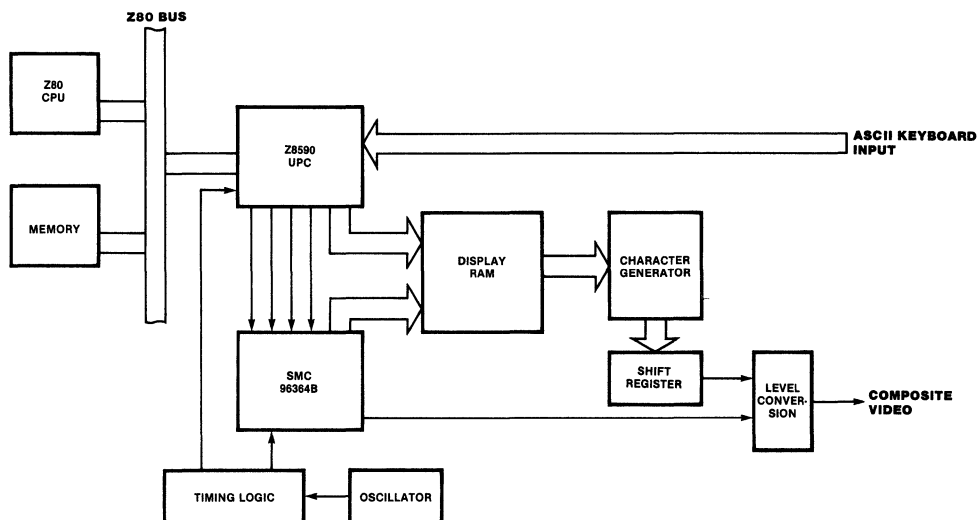 Z80 BUS
Z80
CPU
Z8590
UPC
ASCII KEYBOARD
INPUT
MEMORY
DISPLAY
RAM
CHARACTER
GENERATOR
SMC
96364B
SHIFT
REGISTER
LEVEL
CONVER-
SION
COMPOSITE
VIDEO
TIMING LOGIC
OSCILLATOR